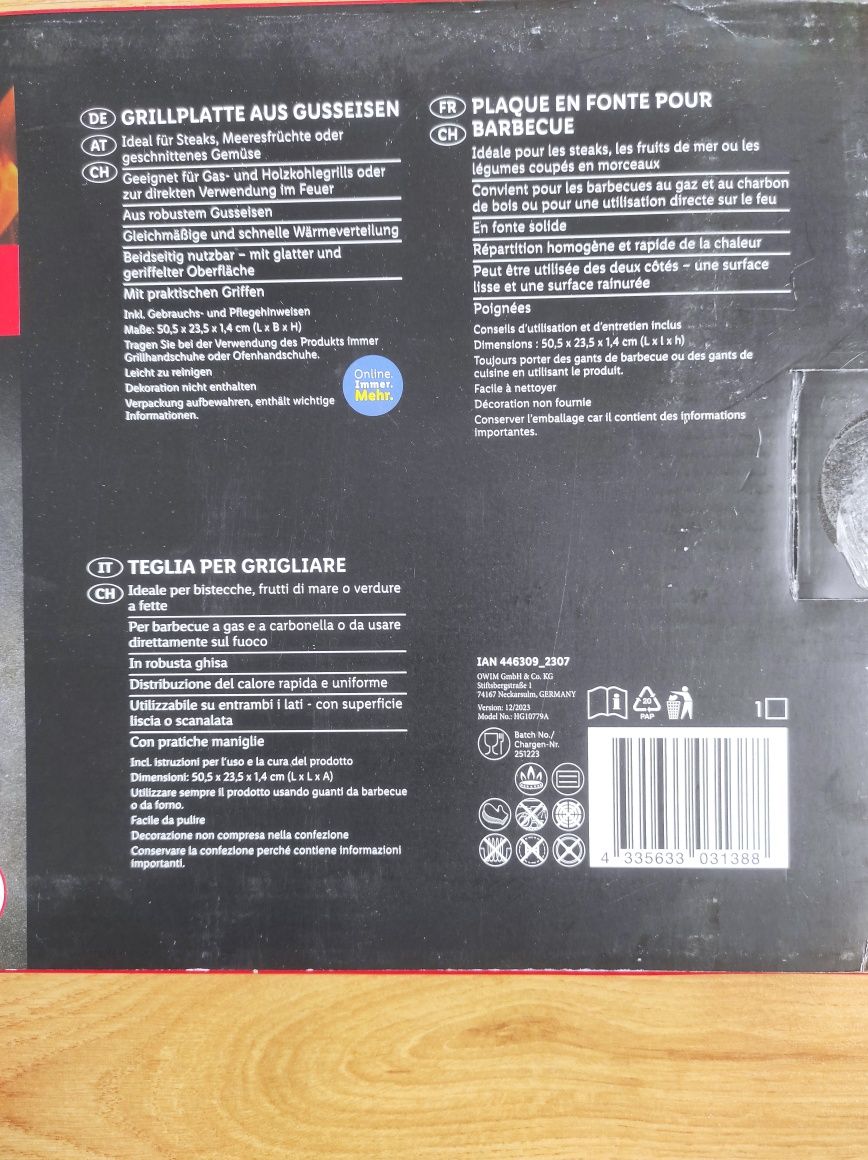 DE GRILLPLATTE AUS GUSSEISEN
AT Ideal für Steaks, Meeresfrüchte oder
geschnittenes Gemüse
CH Geeignet für Gas- und Holzkohlegrills oder
zur direkten Verwendung im Feuer
Aus robustem Gusseisen
Gleichmäßige und schnelle Wärmeverteilung
Beidseitig nutzbar – mit glatter und
geriffelter Oberfläche
Mit praktischen Griffen
Inkl. Gebrauchs- und Pflegehinweisen
Maße: 50,5 x 23,5 x 1,4 cm (L x B x H)
Tragen Sie bei der Verwendung des Produkts immer
Grillhandschuhe oder Ofenhandschuhe.
Leicht zu reinigen
Dekoration nicht enthalten
Verpackung aufbewahren, enthält wichtige
Informationen.
Online.
Immer.
Mehr.
FR PLAQUE EN FONTE POUR
CH BARBECUE
Idéale pour les steaks, les fruits de mer ou les
légumes coupés en morceaux
Convient pour les barbecues au gaz et au charbon
de bois ou pour une utilisation directe sur le feu
En fonte solide
Répartition homogène et rapide de la chaleur
Peut être utilisée des deux côtés – une surface
lisse et une surface rainurée
Poignées
Conseils d'utilisation et d'entretien inclus
Dimensions : 50,5 x 23,5 x 1,4 cm (L x l x h)
Toujours porter des gants de barbecue ou des gants de
cuisine en utilisant le produit.
Facile à nettoyer
Décoration non fournie
Conserver l'emballage car il contient des informations
importantes.
IT TEGLIA PER GRIGLIARE
CH Ideale per bistecche, frutti di mare o verdure
a fette
Per barbecue a gas e a carbonella o da usare
direttamente sul fuoco
In robusta ghisa
Distribuzione del calore rapida e uniforme
Utilizzabile su entrambi i lati - con superficie
liscia o scanalata
Con pratiche maniglie
Incl. istruzioni per l'uso e la cura del prodotto
Dimensioni: 50,5 x 23,5 x 1,4 cm (L x L x A)
Utilizzare sempre il prodotto usando guanti da barbecue
o da forno.
Facile da pulire
Decorazione non compresa nella confezione
Conservare la confezione perché contiene informazioni
importanti.
IAN 446309_2307
OWIM GmbH & Co. KG
Stiftsbergstraße 1
74167 Neckarsulm, GERMANY
Version: 12/2023
Model No.: HG10779A
Batch No./
Chargen-Nr.
251223
20
PAP
1
4 335633 031388